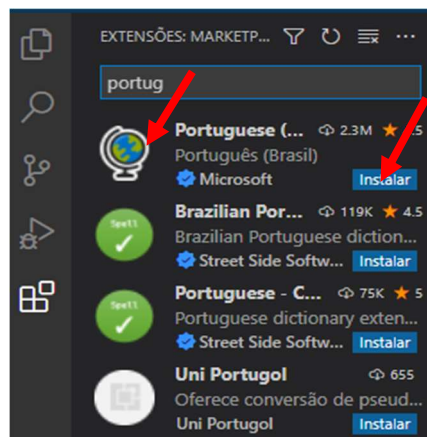 EXTENSÕES: MARKETP...
portug
Portuguese (... 2.3M
Português (Brasil)
Microsoft Instalar
Spell Brazilian Por... 119K 4.5
Brazilian Portuguese diction...
Street Side Softw... Instalar
Spell Portuguese - C... 75K 5
Portuguese dictionary exten...
Street Side Softw... Instalar
Uni Portugol 655
Oferece conversão de pseud...
Uni Portugol Instalar